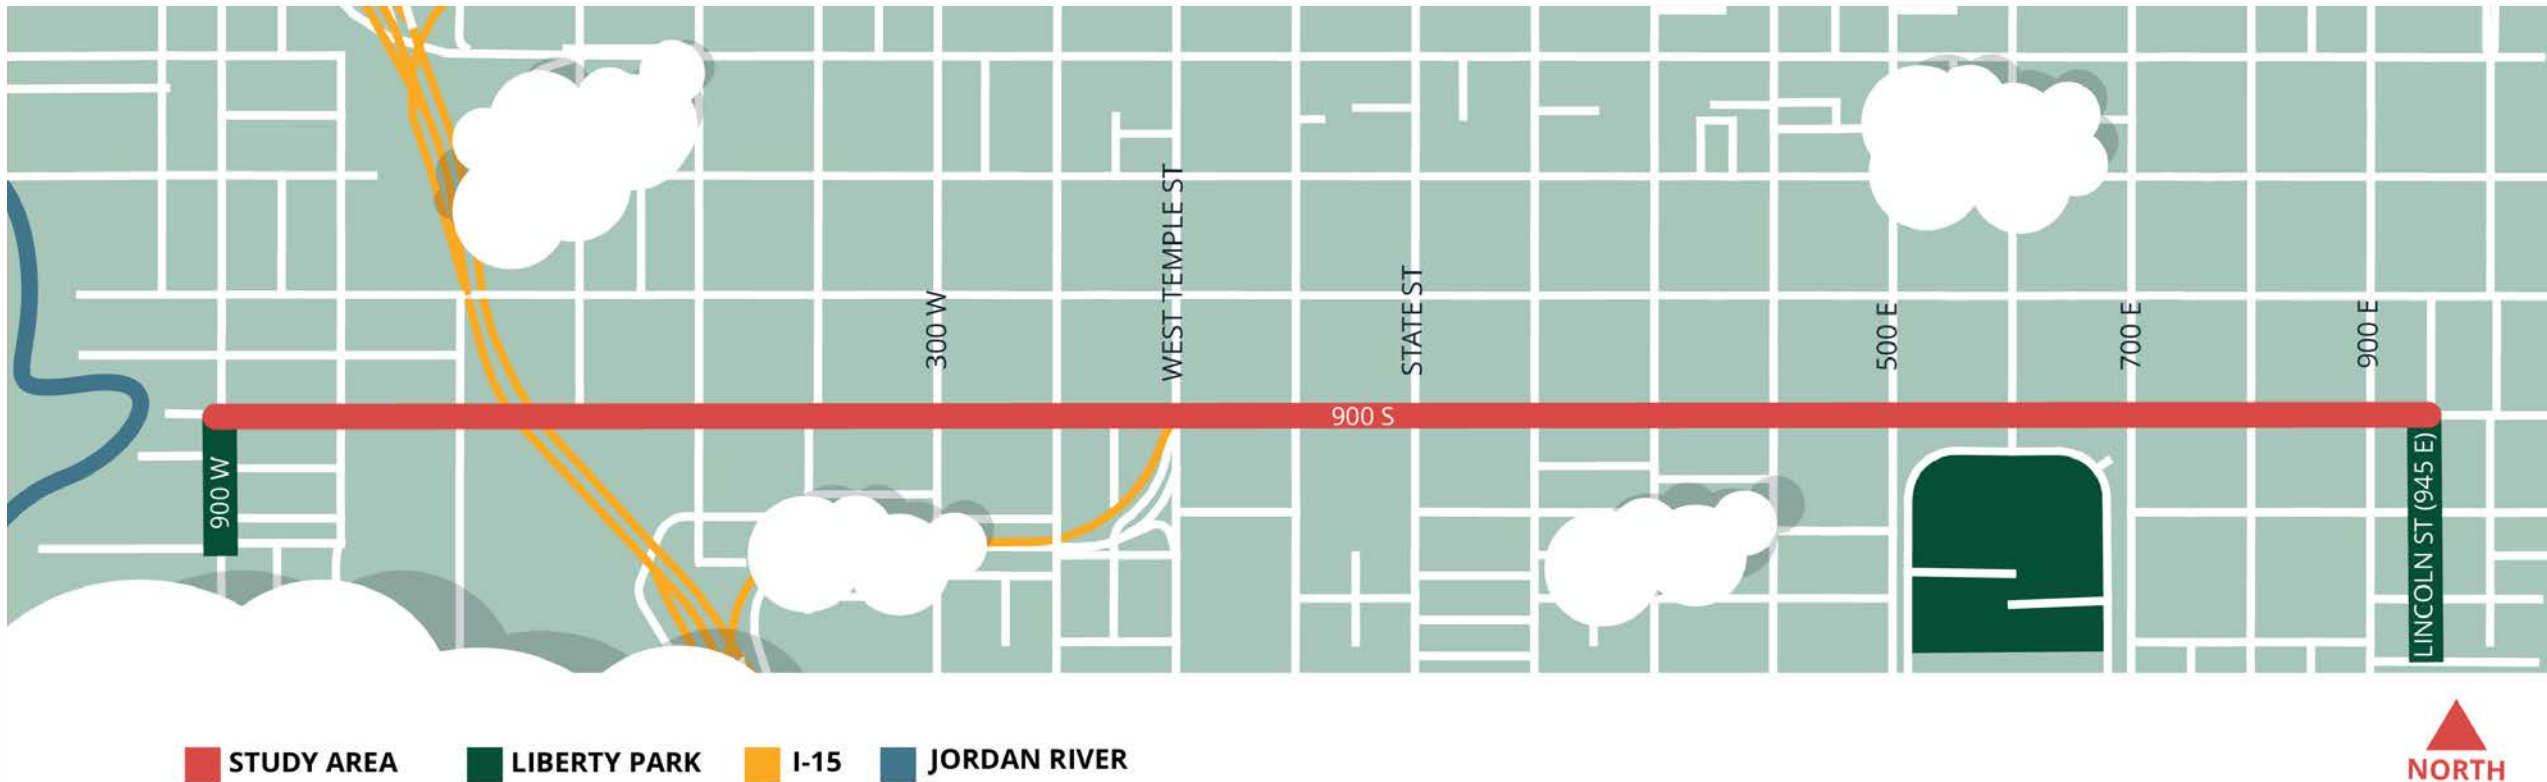 WEST TEMPLE ST
STATE ST
300 W
500 E
700 E
900 E
900 S
900 W
LINCOLN ST (945 E)
STUDY AREA
LIBERTY PARK
I-15
JORDAN RIVER
NORTH